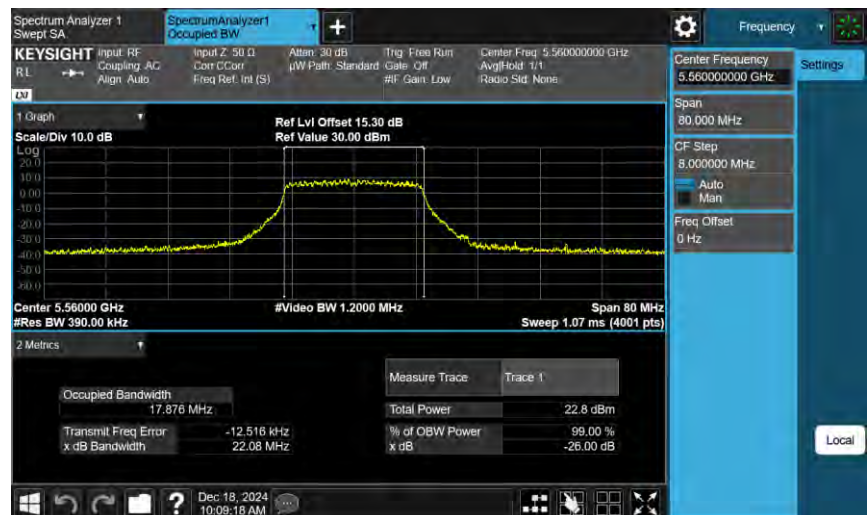 Spectrum Analyzer 1
Swept SA
SpectrumAnalyzer1
Occupied BW
+
Frequency
KEYSIGHT
RL
LXI
Input: RF
Coupling: AC
Align: Auto
Input Z: 50 Ω
Corr CCorr
Freq Ref: Int (S)
Atten: 30 dB
µW Path: Standard
Trig: Free Run
Gate: Off
#IF Gain: Low
Center Freq: 5.560000000 GHz
Avg|Hold: 1/1
Radio Std: None
Center Frequency
5.560000000 GHz
Settings
Span
80.000 MHz
CF Step
8.000000 MHz
Auto
Man
Freq Offset
0 Hz
Local
1 Graph
Scale/Div 10.0 dB
Ref Lvl Offset 15.30 dB
Ref Value 30.00 dBm
Log
20.0
10.0
0.00
-10.0
-20.0
-30.0
-40.0
-50.0
-60.0
Center 5.56000 GHz
#Res BW 390.00 kHz
#Video BW 1.2000 MHz
Span 80 MHz
Sweep 1.07 ms (4001 pts)
2 Metrics
Measure Trace Trace 1
Occupied Bandwidth
17.876 MHz
Total Power 22.8 dBm
Transmit Freq Error -12.516 kHz
% of OBW Power 99.00 %
x dB Bandwidth 22.08 MHz
x dB -26.00 dB
?
Dec 18, 2024
10:09:18 AM